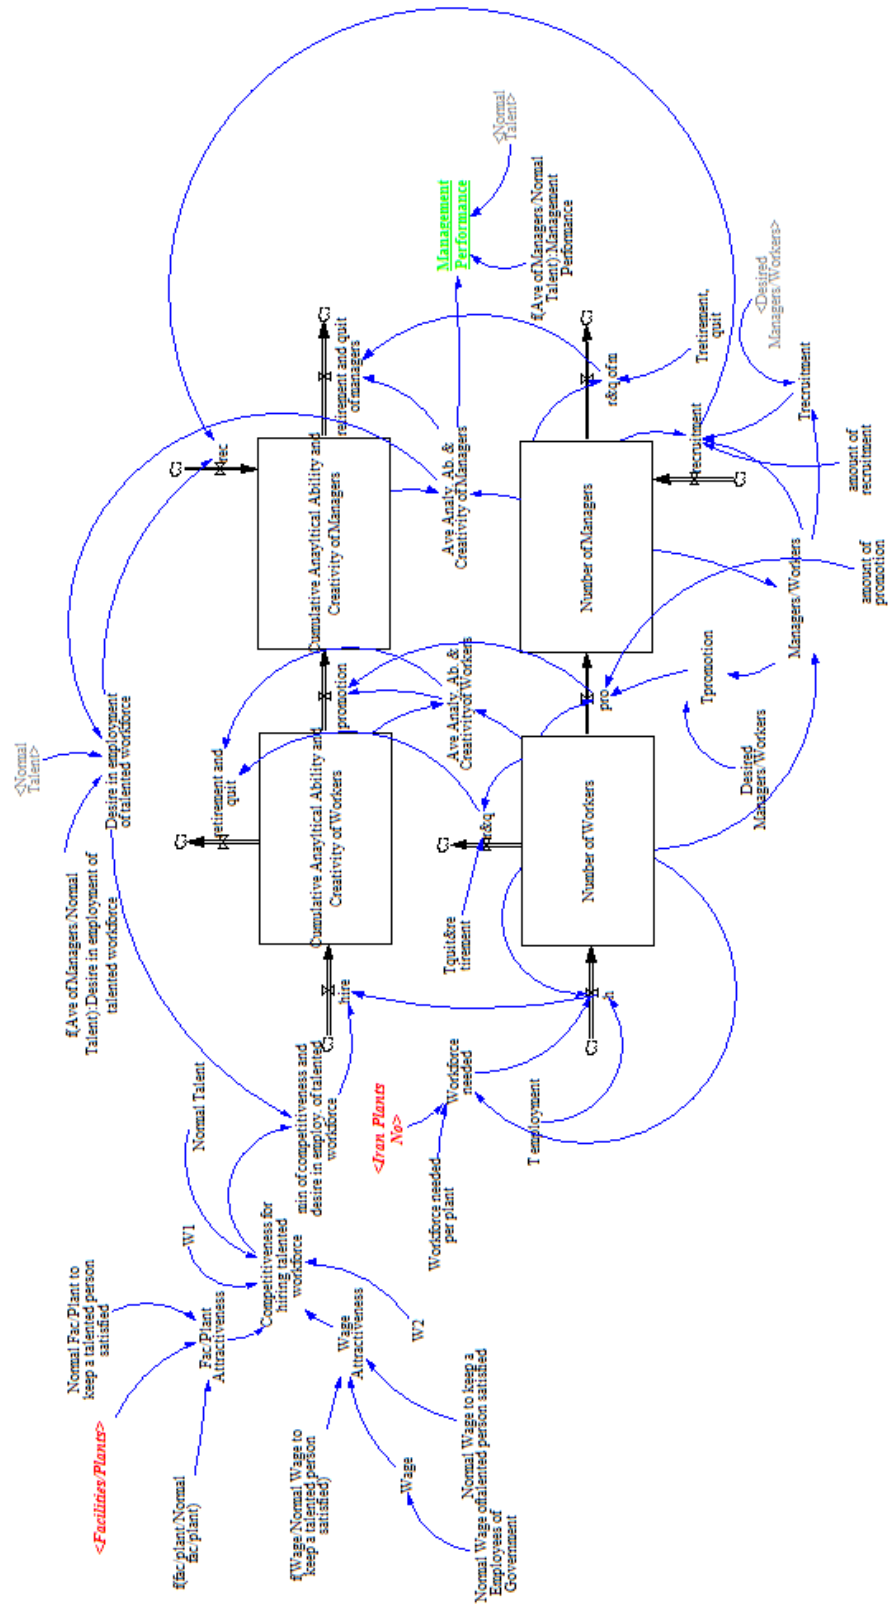 <Facilities/Plants>
Normal Fac/Plant to
keep a talented person
satisfied
f(fac/plant/Normal
fac/plant)
Fac/Plant
Attractiveness
W1
Normal Talent
Competitiveness for
hiring talented
workforce
f(Wage/Normal Wage to
keep a talented person
satisfied)
Wage
Attractiveness
W2
Wage
Normal Wage of
Employees of
Government
Normal Wage to keep a
talented person satisfied
min of competitiveness and
desire in employ. of talented
workforce
f(Ave of Managers/Normal
Talent):Desire in employment of
talented workforce
<Normal
Talent>
Desire in employment
of talented workforce
hire
Cumulative Anayltical Ability and
Creativity of Workers
retirement and
quit
promotion
Cumulative Anayltical Ability and
Creativity of Managers
rec
retirement and quit
of managers
<Iran Plants
No>
Workforce
needed
Workforce needed
per plant
T employment
h
Tquit&re
tirement
r&q
Number of Workers
Ave Analy. Ab. &
Creativity of Workers
Ave Analy. Ab. &
Creativity of Managers
Management
Performance
<Normal
Talent>
f(Ave of Managers/Normal
Talent):Management
Performance
pro
Number of Managers
r&q of m
Tretirement,
quit
recruitment
<Desired
Managers/Workers>
Trecruitment
amount of
recruitment
Managers/Workers
Tpromotion
Desired
Managers/Workers
amount of
promotion